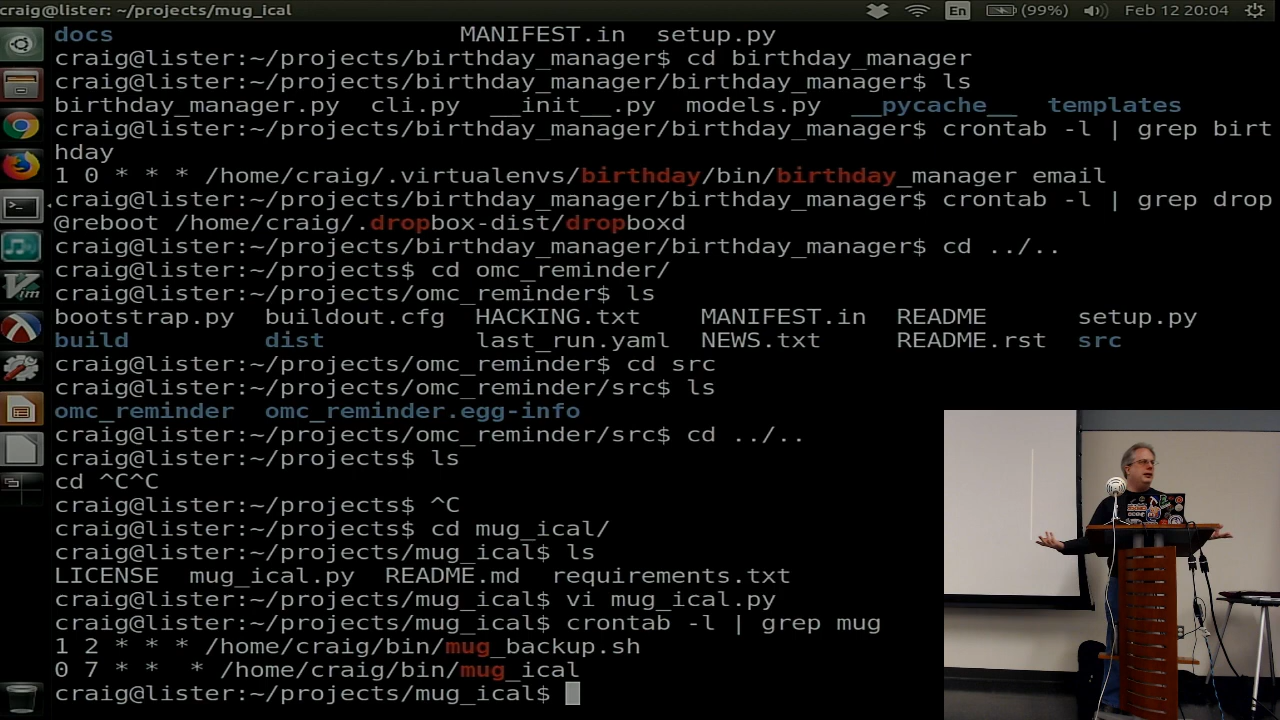 craig@lister: ~/projects/mug_ical
En
(99%)
Feb 12 20:04
docs MANIFEST.in setup.py
craig@lister:~/projects/birthday_manager$ cd birthday_manager
craig@lister:~/projects/birthday_manager/birthday_manager$ ls
birthday_manager.py cli.py __init__.py models.py __pycache__ templates
craig@lister:~/projects/birthday_manager/birthday_manager$ crontab -l | grep birt
hday
1 0 * * * /home/craig/.virtualenvs/birthday/bin/birthday_manager email
craig@lister:~/projects/birthday_manager/birthday_manager$ crontab -l | grep drop
@reboot /home/craig/.dropbox-dist/dropboxd
craig@lister:~/projects/birthday_manager/birthday_manager$ cd ../..
craig@lister:~/projects$ cd omc_reminder/
craig@lister:~/projects/omc_reminder$ ls
bootstrap.py buildout.cfg HACKING.txt MANIFEST.in README setup.py
build dist last_run.yaml NEWS.txt README.rst src
craig@lister:~/projects/omc_reminder$ cd src
craig@lister:~/projects/omc_reminder/src$ ls
omc_reminder omc_reminder.egg-info
craig@lister:~/projects/omc_reminder/src$ cd ../..
craig@lister:~/projects$ ls
cd ^C^C
craig@lister:~/projects$ ^C
craig@lister:~/projects$ cd mug_ical/
craig@lister:~/projects/mug_ical$ ls
LICENSE mug_ical.py README.md requirements.txt
craig@lister:~/projects/mug_ical$ vi mug_ical.py
craig@lister:~/projects/mug_ical$ crontab -l | grep mug
1 2 * * * /home/craig/bin/mug_backup.sh
0 7 * * * /home/craig/bin/mug_ical
craig@lister:~/projects/mug_ical$